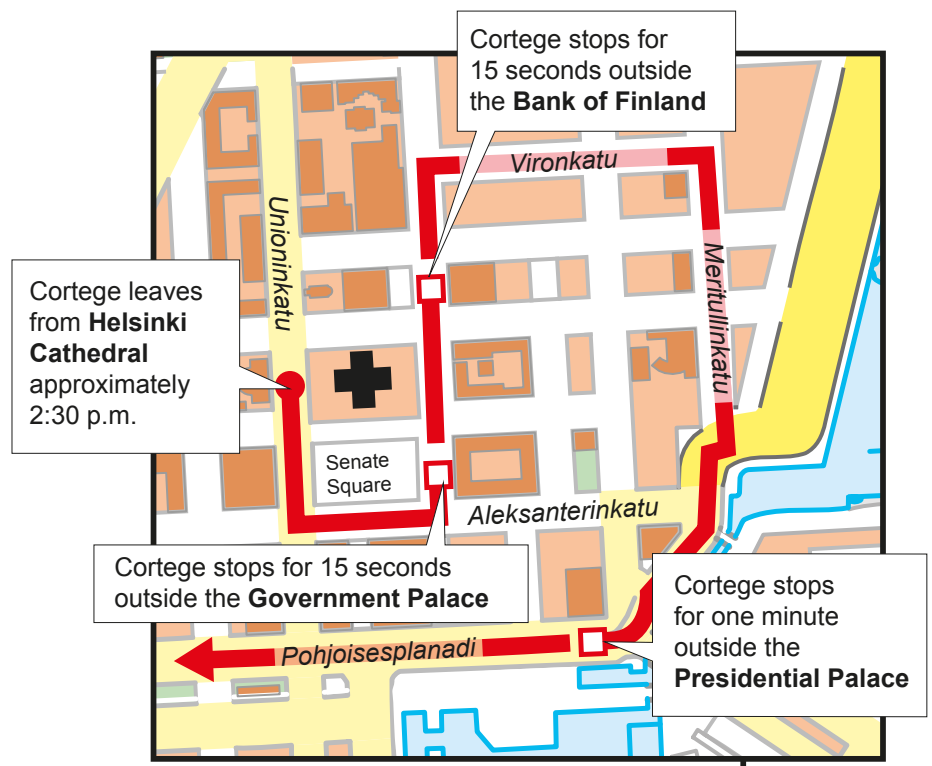 Cortege stops for
15 seconds outside
the Bank of Finland
Vironkatu
Unioninkatu
Meritullinkatu
Cortege leaves
from Helsinki
Cathedral
approximately
2:30 p.m.
Senate
Square
Aleksanterinkatu
Cortege stops for 15 seconds
outside the Government Palace
Cortege stops
for one minute
outside the
Presidential Palace
Pohjoisesplanadi